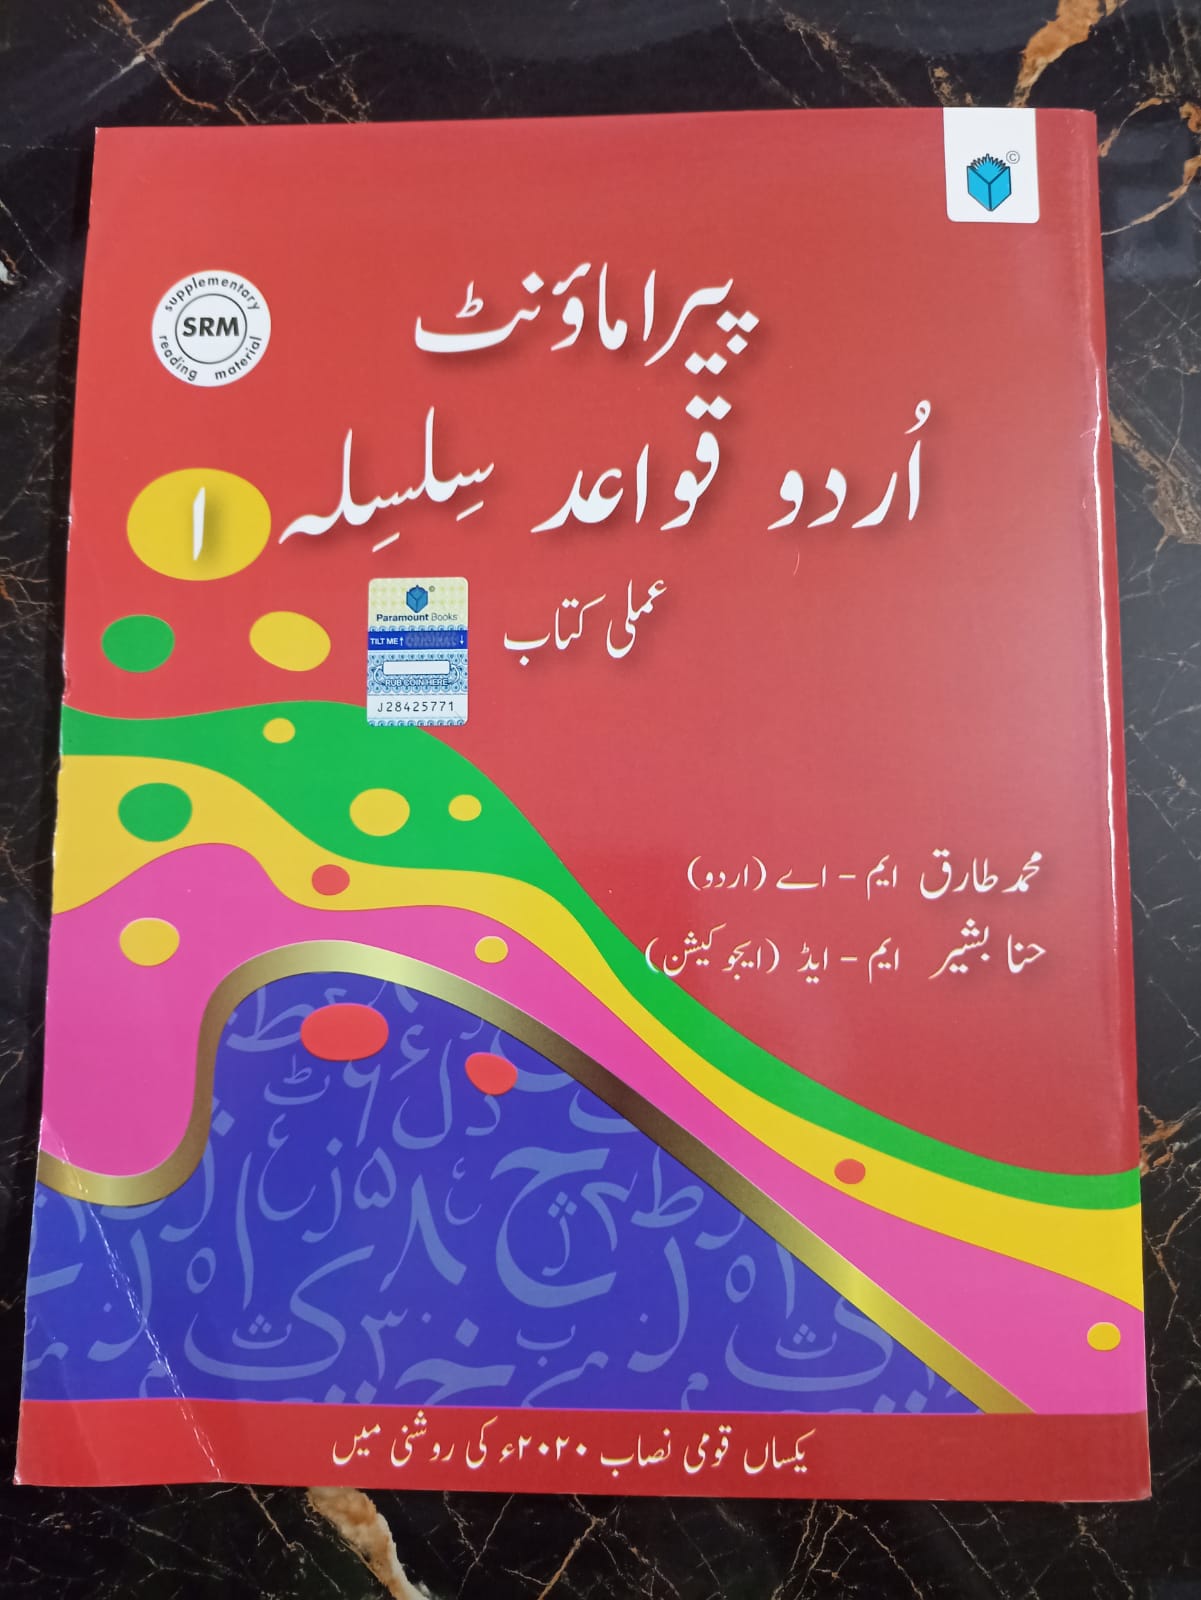 ©
supplementary
SRM
reading material
پیراماؤنٹ
اُردو قواعد سِلسِلہ ۱
عملی کتاب
©
Paramount Books
TILT ME ↑ ORIGINAL ↓
RUB COIN HERE
J28425771
محمد طارق ایم - اے (اردو)
حنا بشیر ایم - ایڈ (ایجوکیشن)
یکساں قومی نصاب ۲۰۲۰ء کی روشنی میں